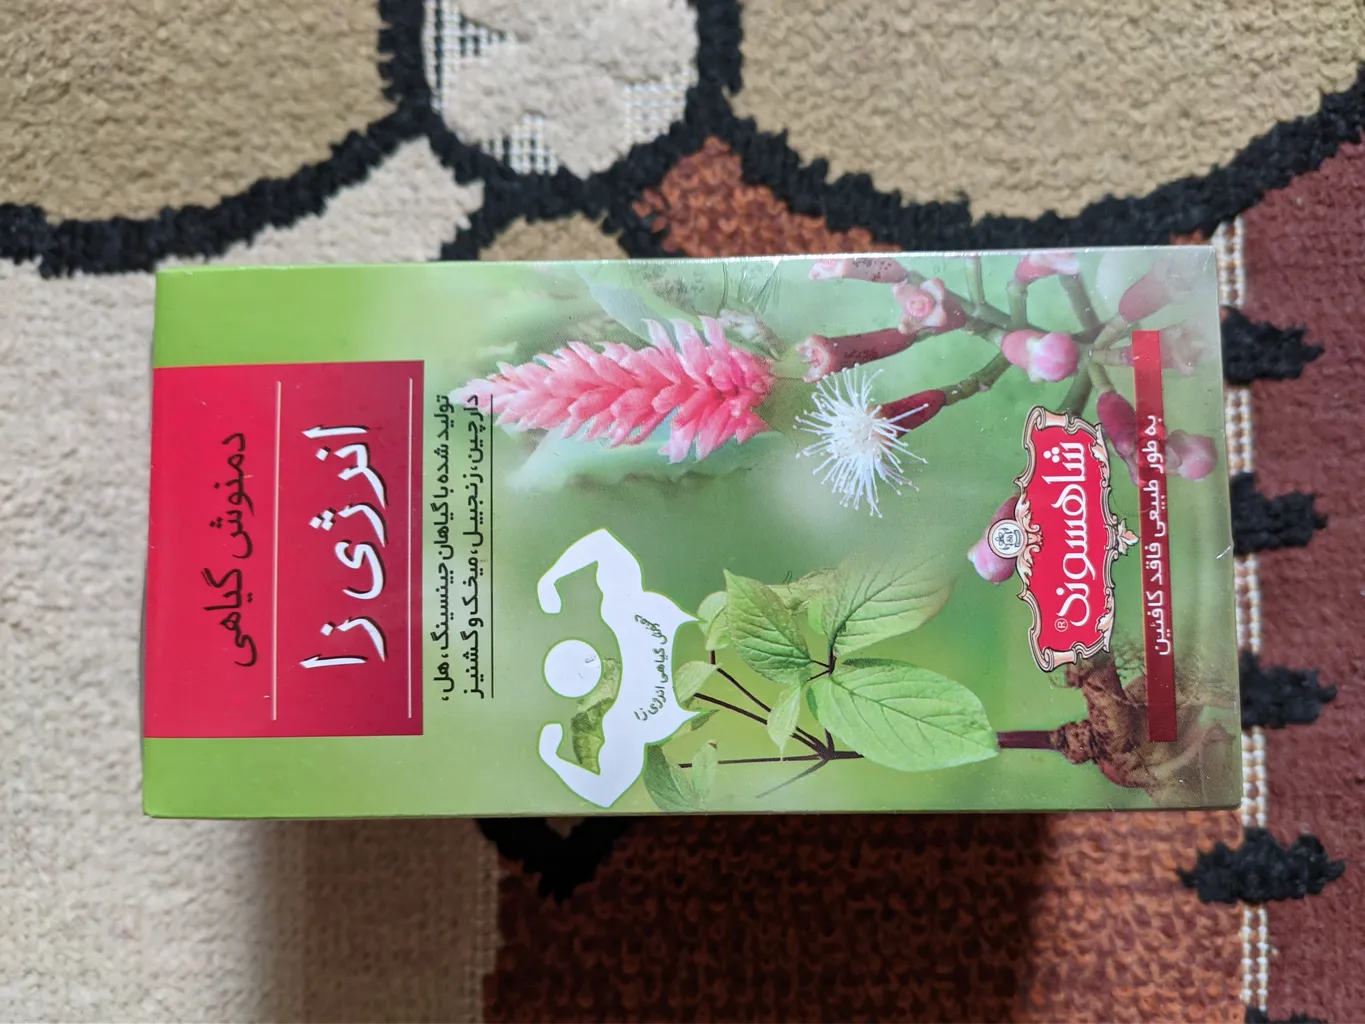 به طور طبیعی فاقد کافئین
شاهسوند
®
محلول گیاهی انرژی زا
تولید شده با گیاهان جینسینگ، هل،
دارچین، زنجبیل، میخک و گشنیز
انرژی زا
دمنوش گیاهی